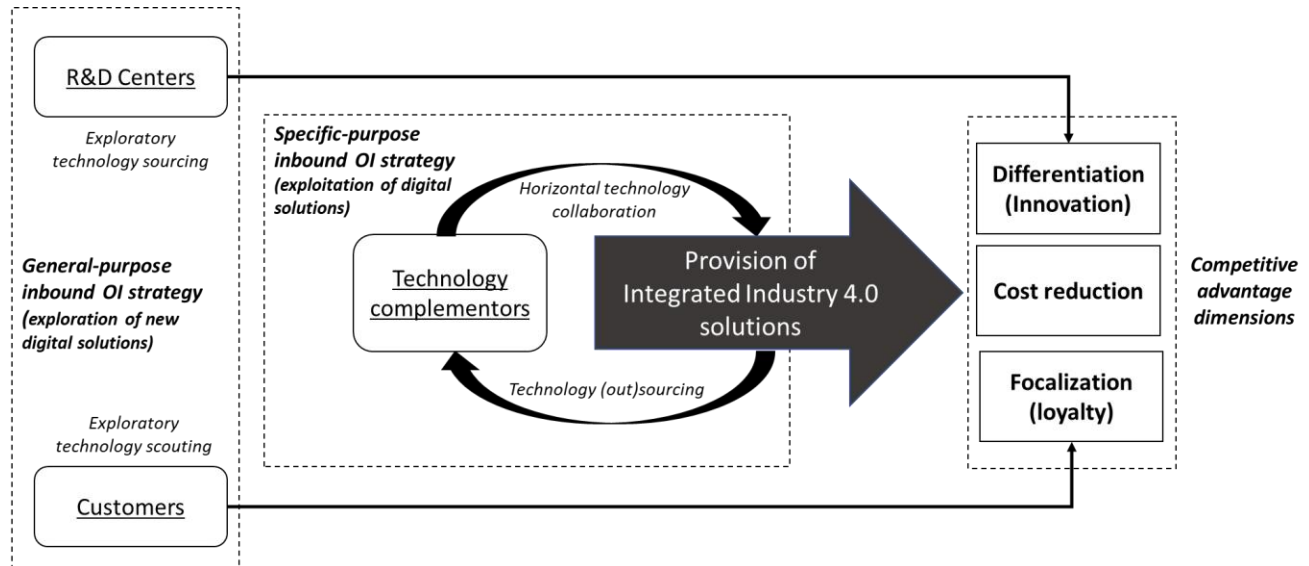 R&D Centers
Exploratory
technology sourcing
General-purpose
inbound OI strategy
(exploration of new
digital solutions)
Exploratory
technology scouting
Customers
Specific-purpose
inbound OI strategy
(exploitation of digital
solutions)
Horizontal technology
collaboration
Technology
complementors
Provision of
Integrated Industry 4.0
solutions
Technology (out)sourcing
Differentiation
(Innovation)
Cost reduction
Focalization
(loyalty)
Competitive
advantage
dimensions